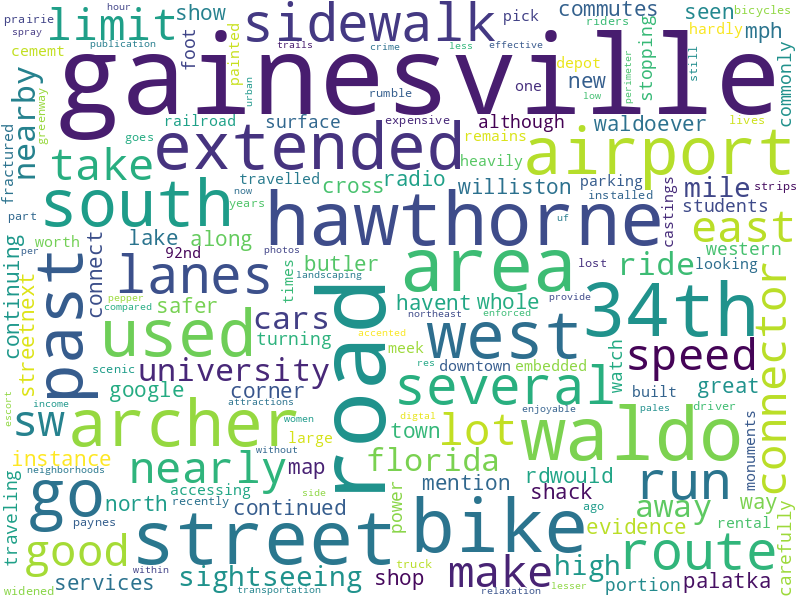 prairie
hour
limit
foot
show
sidewalk
pick
commutes
riders
seen
bicycles
spray
publication
painted
trails
crime
less
effective
stopping
hardly
mph
cement
gainesville
depot
one
new
still
commonly
nearby
urban
rumble
low
perimeter
railroad
surface
expensive
although
waldoever
lives
greenway
goes
extended
remains
airport
fractured
take
travelled
cross
radio
heavily
williston
parking
mile
strips
now
installed
castings
students
part
south
years
hawthorne
uf
east
worth
lake
along
92nd
photos
area
lost
ride
western
looking
continuing
past
connect
per
landscaping
times
butler
northeast
enforced
provide
34th
connector
lanes
pepper
compared
road
havent
whole
streetnext
used
safer
cars
turning
accented
west
speed
scenic
university
meek
downtown
embedded
watch
google
corner
res
several
built
great
driver
escort
income
attractions
women
enjoyable
pales
sw
archer
digital
town
lot
waldo
monuments
instance
large
neighborhoods
without
nearly
map
florida
rdwould
side
run
way
traveling
go
north
accessing
recently
continued
power
mention
shack
away
rental
carefully
paynes
street
bike
ago
evidence
good
route
within
sightseeing
shop
truck
make
high
portion
palatka
widened
services
transportation
relaxation
lesser